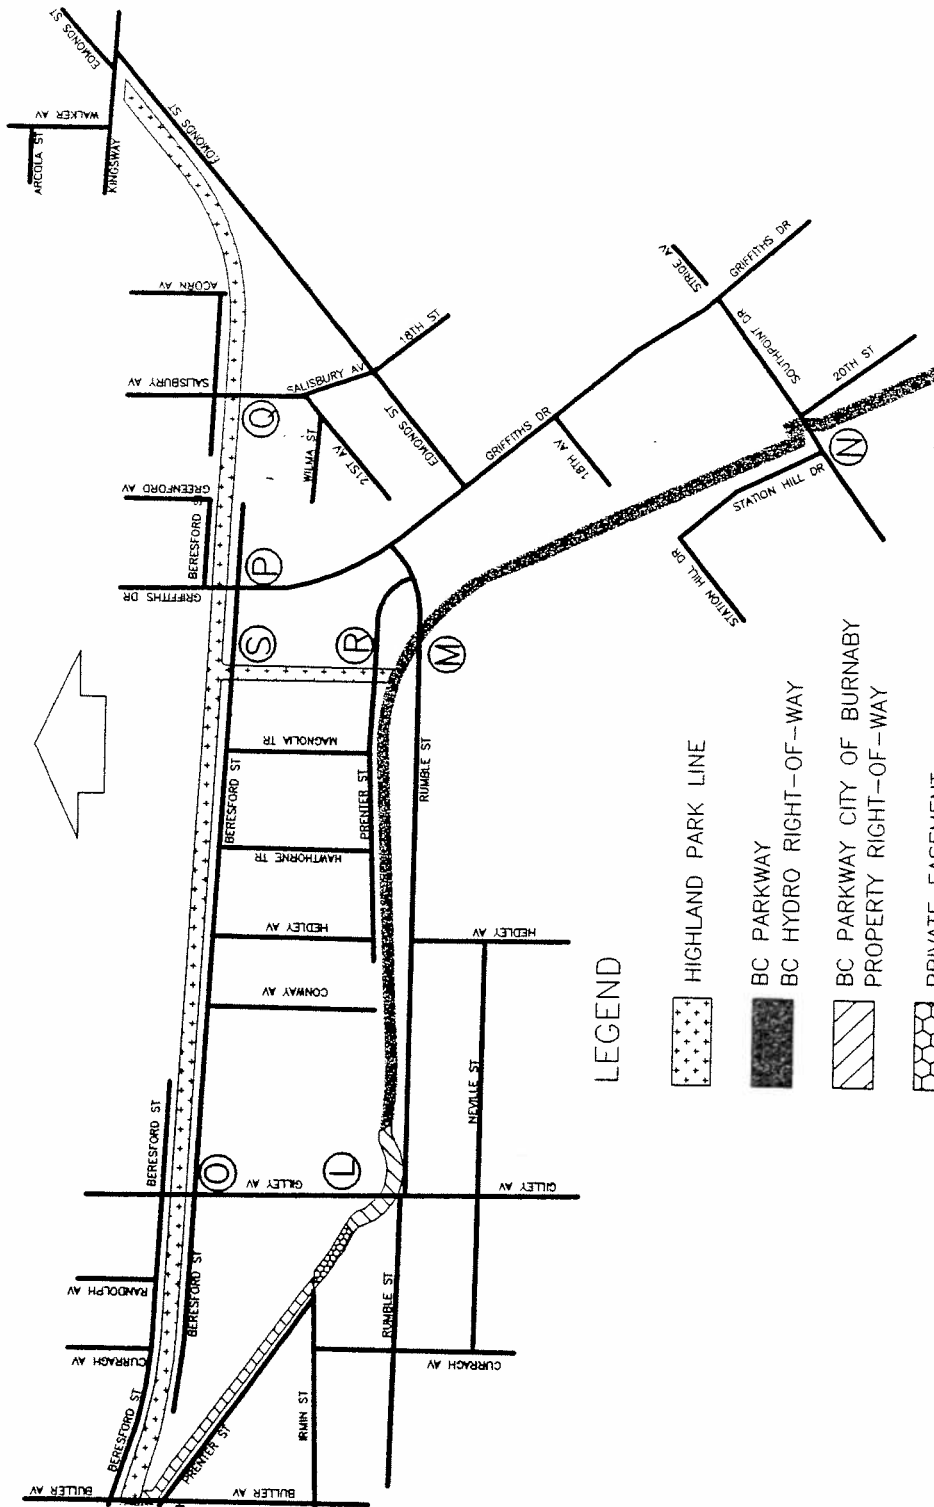 EDMONDS ST
WALKER AV
ARCOLA ST
KINGSWAY
EDMONDS ST
ACORN AV
SALISBURY AV
SALISBURY AV
18TH ST
Q
WILMA ST
21ST AV
EDMONDS ST
GREENFORD AV
BERESFORD ST
GRIFFITHS DR
P
STRIDE AV
GRIFFITHS DR
SOUTHPOINT DR
20TH ST
GRIFFITHS DR
18TH AV
N
STATION HILL DR
STATION HILL DR
S
R
M
MAGNOLIA TR
BERESFORD ST
PRENTER ST
RUMBLE ST
HAWTHORNE TR
HEDLEY AV
HEDLEY AV
CONWAY AV
NEVILLE ST
BERESFORD ST
O
L
GILLEY AV
GILLEY AV
RANDOLPH AV
BERESFORD ST
RUMBLE ST
CURRAGH AV
CURRAGH AV
BERESFORD ST
PRENTER ST
IRMIN ST
BULLER AV
BULLER AV
LEGEND
HIGHLAND PARK LINE
BC PARKWAY
BC HYDRO RIGHT-OF-WAY
BC PARKWAY CITY OF BURNABY
PROPERTY RIGHT-OF-WAY
PRIVATE EASEMENT